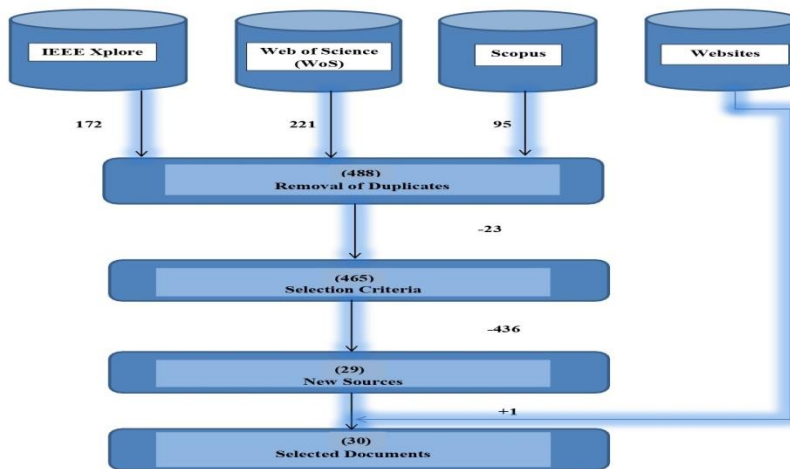 IEEE Xplore
Web of Science
(WoS)
Scopus
Websites
172
221
95
(488)
Removal of Duplicates
-23
(465)
Selection Criteria
-436
(29)
New Sources
+1
(30)
Selected Documents